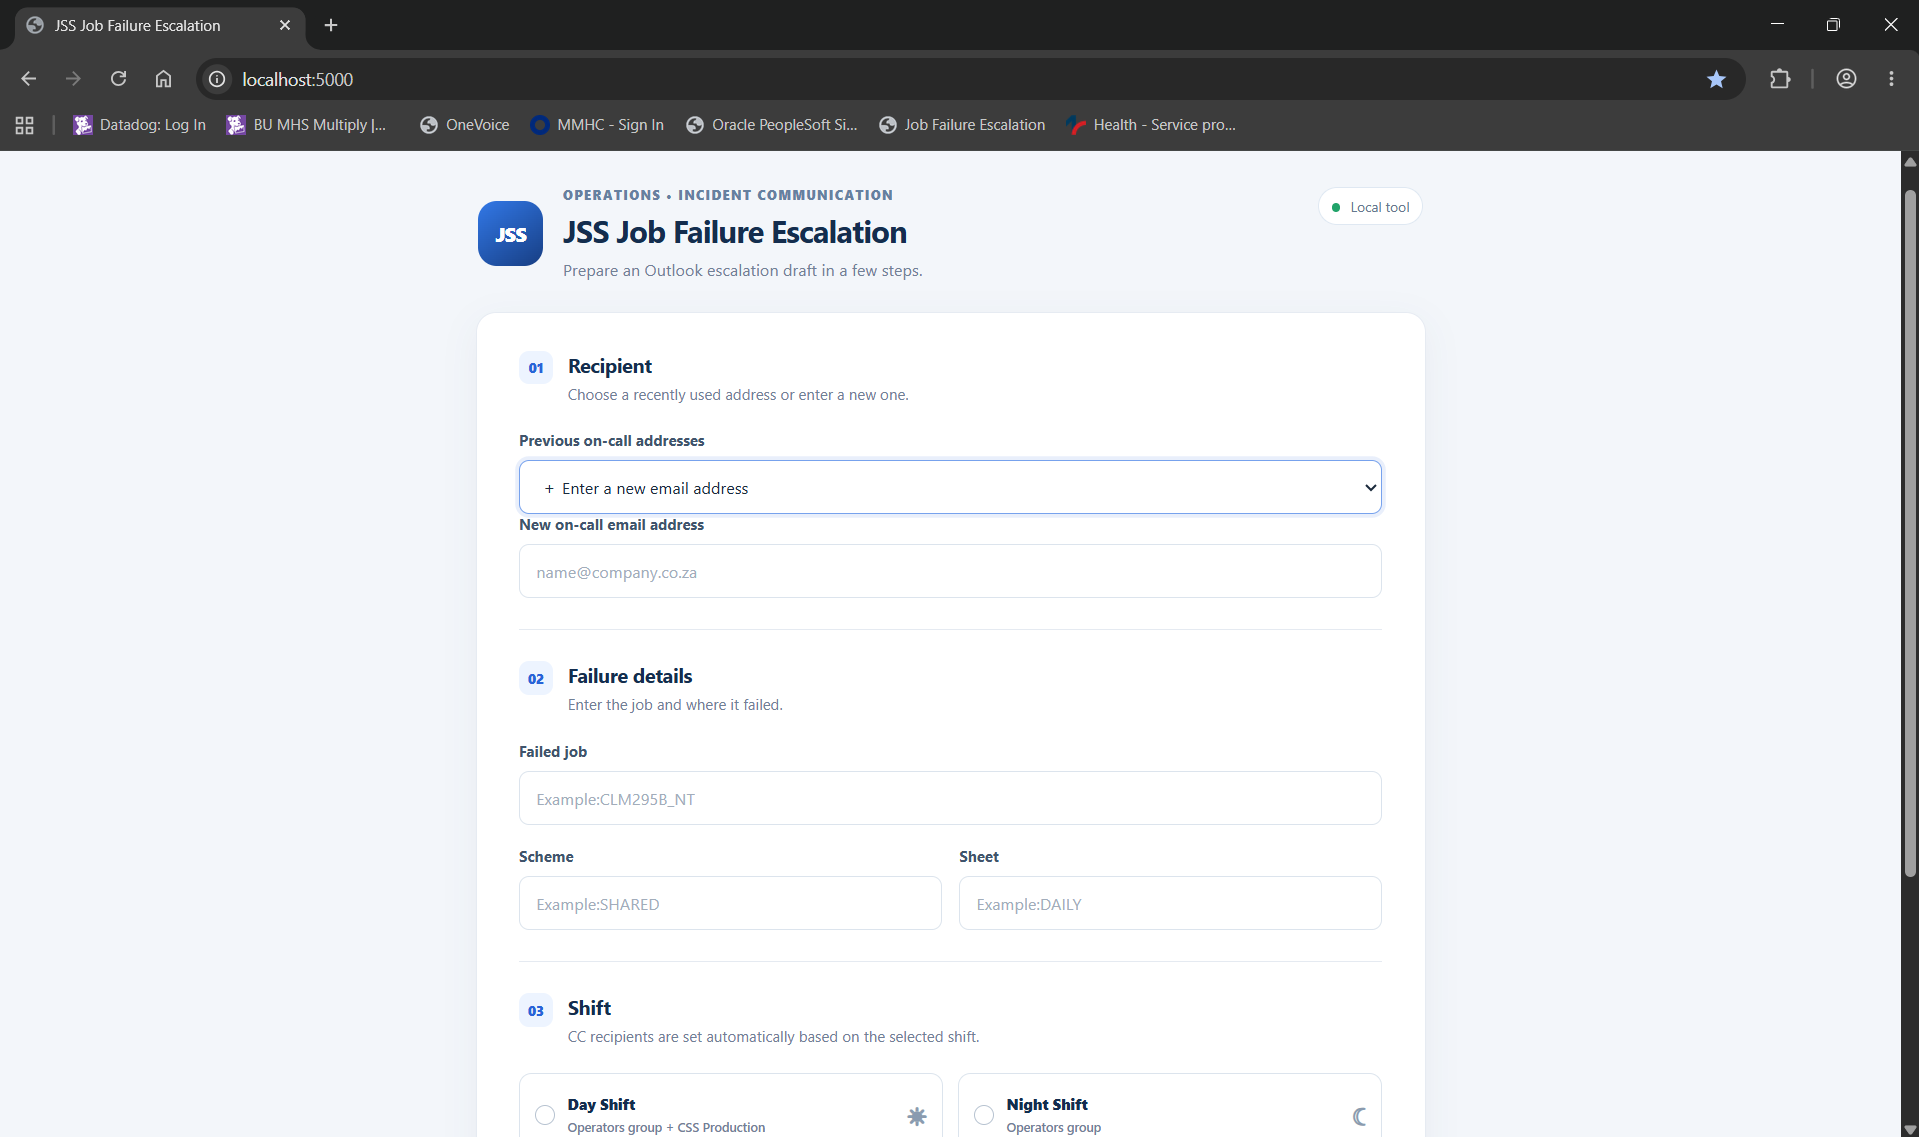 JSS Job Failure Escalation
localhost:5000
Datadog: Log In
BU MHS Multiply |...
OneVoice
MMHC - Sign In
Oracle PeopleSoft Si...
Job Failure Escalation
Health - Service pro...
JSS
OPERATIONS • INCIDENT COMMUNICATION
JSS Job Failure Escalation
Prepare an Outlook escalation draft in a few steps.
Local tool
01
Recipient
Choose a recently used address or enter a new one.
Previous on-call addresses
+ Enter a new email address
New on-call email address
name@company.co.za
02
Failure details
Enter the job and where it failed.
Failed job
Example:CLM295B_NT
Scheme
Sheet
Example:SHARED
Example:DAILY
03
Shift
CC recipients are set automatically based on the selected shift.
Day Shift
Operators group + CSS Production
Night Shift
Operators group